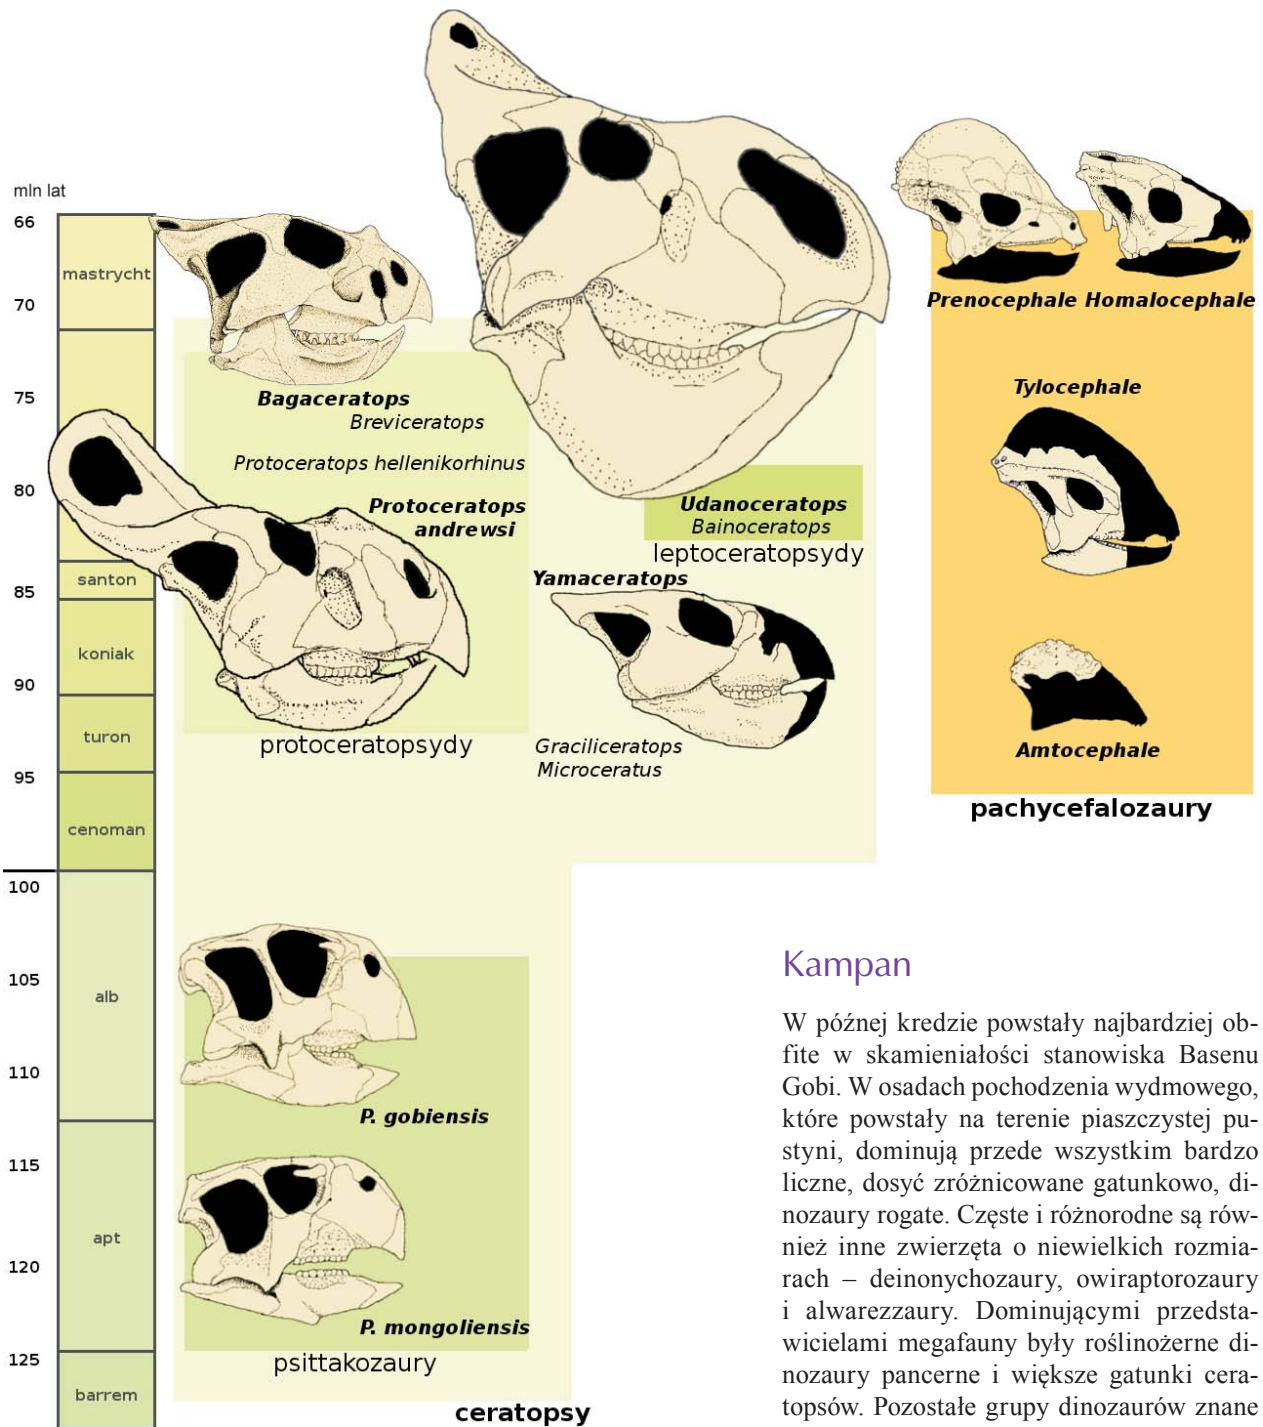 mln lat
66
mastrycht
70
75
80
santon
85
koniak
90
turon
95
cenoman
100
105
alb
110
115
apt
120
125
barrem
Bagaceratops
Breviceratops
Protoceratops hellenikorhinus
Protoceratops
andrewsi
protoceratopsydy
Udanoceratops
Bainoceratops
leptoceratopsydy
Yamaceratops
Graciliceratops
Microceratus
P. gobiensis
P. mongoliensis
psittakozaury
ceratopsy
Prenocephale Homalocephale
Tylocephale
Amtocephale
pachycefalozaury
Kampan
W późnej kredzie powstały najbardziej ob-
fite w skamieniałości stanowiska Basenu
Gobi. W osadach pochodzenia wydmowego,
które powstały na terenie piaszczystej pu-
styni, dominują przede wszystkim bardzo
liczne, dosyć zróżnicowane gatunkowo, di-
nozaury rogate. Częste i różnorodne są rów-
nież inne zwierzęta o niewielkich rozmia-
rach – deinonychozaury, owiraptorozaury
i alwarezzaury. Dominującymi przedsta-
wicielami megafauny były roślinożerne di-
nozaury pancerne i większe gatunki cera-
topsów. Pozostałe grupy dinozaurów znane